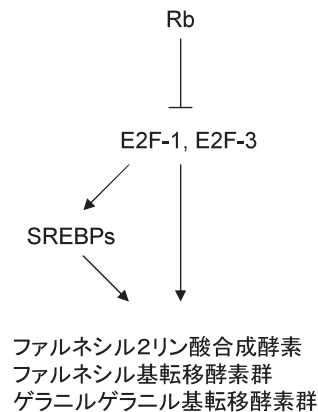 Rb
E2F-1, E2F-3
SREBPs
ファルネシル2リン酸合成酵素
ファルネシル基転移酵素群
ゲラニルゲラニル基転移酵素群